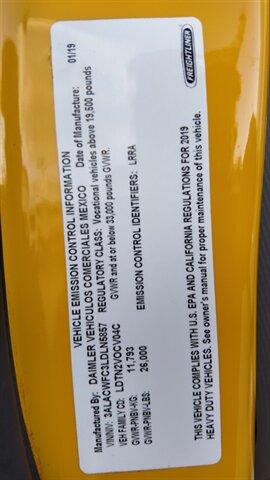 VEHICLE EMISSION CONTROL INFORMATION
Manufactured By: DAIMLER VEHICULOS COMERCIALES MEXICO Date of Manufacture: 01/19
VIN/NIV: 3ALACWFC3LDLN5857 REGULATORY CLASS: Vocational vehicles above 19,500 pounds
VEH FAMILY CD: LDTN2VOCV04C GVWR and at or below 33,000 pounds GVWR.
GVWR-PNBV-KG: 11,793
GVWR-PNBV-LBS: 26,000 EMISSION CONTROL IDENTIFIERS: LRRA
THIS VEHICLE COMPLIES WITH U.S. EPA AND CALIFORNIA REGULATIONS FOR 2019
HEAVY DUTY VEHICLES. See owner's manual for proper maintenance of this vehicle.
FREIGHTLINER